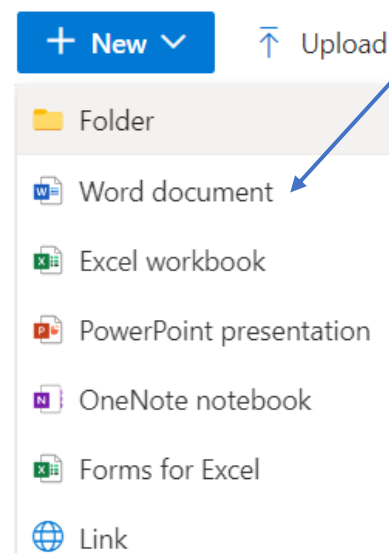 New Upload
Folder
Word document
Excel workbook
PowerPoint presentation
OneNote notebook
Forms for Excel
Link